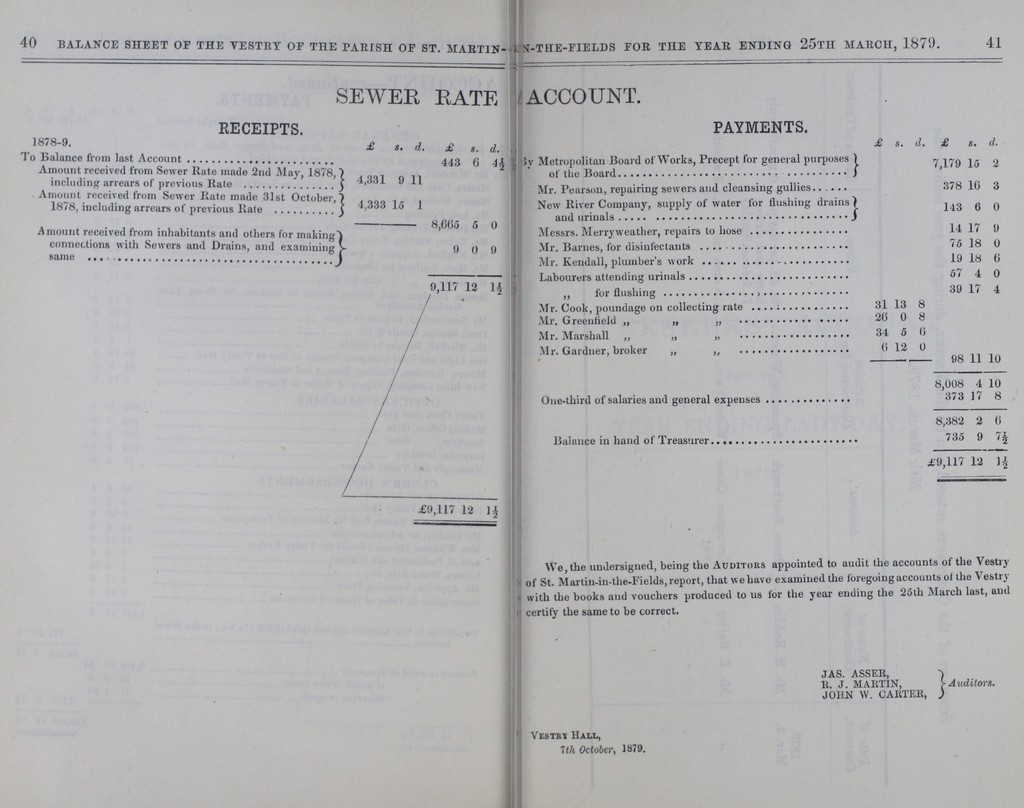 40 BALANCE SHEET OF THE VESTRY OF THE PARISH OF ST. MARTIN-IN-THE-FIELDS FOR THE YEAR ENDING 25TH MARCH, 1879. 41
SEWER RATE ACCOUNT.
RECEIPTS.
1878-9. £ s. d. £ s. d.
To Balance from last Account ........................ 443 6 4½
Amount received from Sewer Rate made 2nd May, 1878, }
including arrears of previous Rate ............... } 4,331 9 11
Amount received from Sewer Rate made 31st October, }
1878, including arrears of previous Rate .......... } 4,333 15 1
8,665 5 0
Amount received from inhabitants and others for making }
connections with Sewers and Drains, and examining } 9 0 9
same ........................................ }
9,117 12 1½
£9,117 12 1½
PAYMENTS.
£ s. d. £ s. d.
By Metropolitan Board of Works, Precept for general purposes }
of the Board.................................... } 7,179 15 2
Mr. Pearson, repairing sewers and cleansing gullies...... 378 16 3
New River Company, supply of water for flushing drains }
and urinals .................................... } 143 6 0
Messrs. Merryweather, repairs to hose ................ 14 17 9
Mr. Barnes, for disinfectants ........................ 75 18 0
Mr. Kendall, plumber's work ........................ 19 18 6
Labourers attending urinals .......................... 57 4 0
„ for flushing ............................ 39 17 4
Mr. Cook, poundage on collecting rate ................ 31 13 8
Mr. Greenfield „ „ „ .................. 26 0 8
Mr. Marshall „ „ „ .................. 34 5 6
Mr. Gardner, broker „ „ .................. 6 12 0
98 11 10
8,008 4 10
One-third of salaries and general expenses .............. 373 17 8
8,382 2 6
Balance in hand of Treasurer........................ 735 9 7½
£9,117 12 1½
We, the undersigned, being the AUDITORS appointed to audit the accounts of the Vestry
of St. Martin-in-the-Fields, report, that we have examined the foregoing accounts of the Vestry
with the books and vouchers produced to us for the year ending the 25th March last, and
certify the same to be correct.
JAS. ASSER, }
R. J. MARTIN, } Auditors.
JOHN W. CARTER, }
VESTRY HALL,
7th October, 1879.